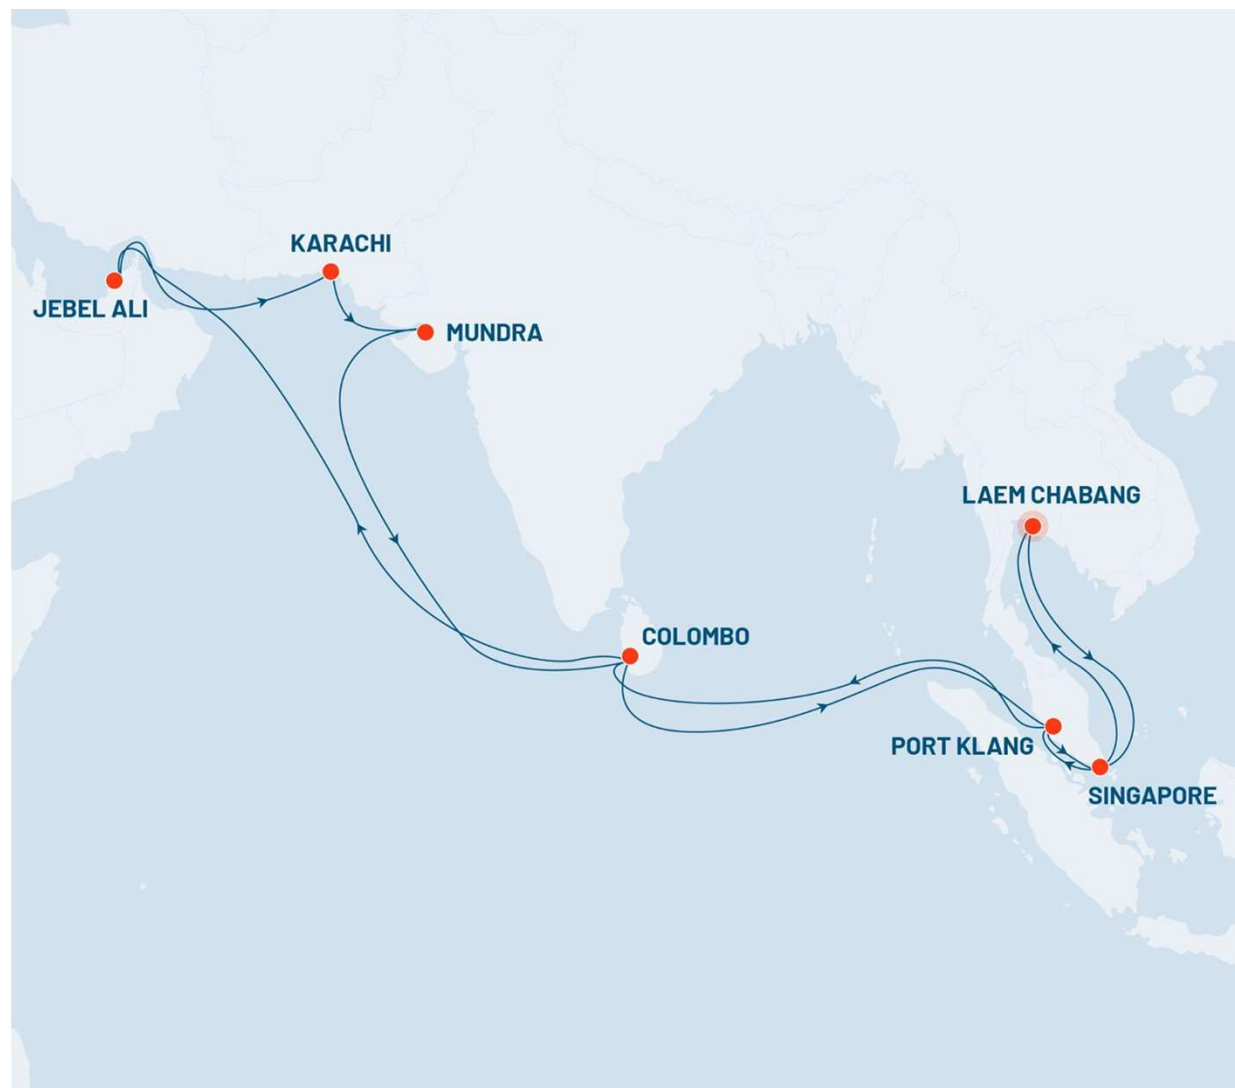 KARACHI
JEBEL ALI
MUNDRA
LAEM CHABANG
COLOMBO
PORT KLANG
SINGAPORE